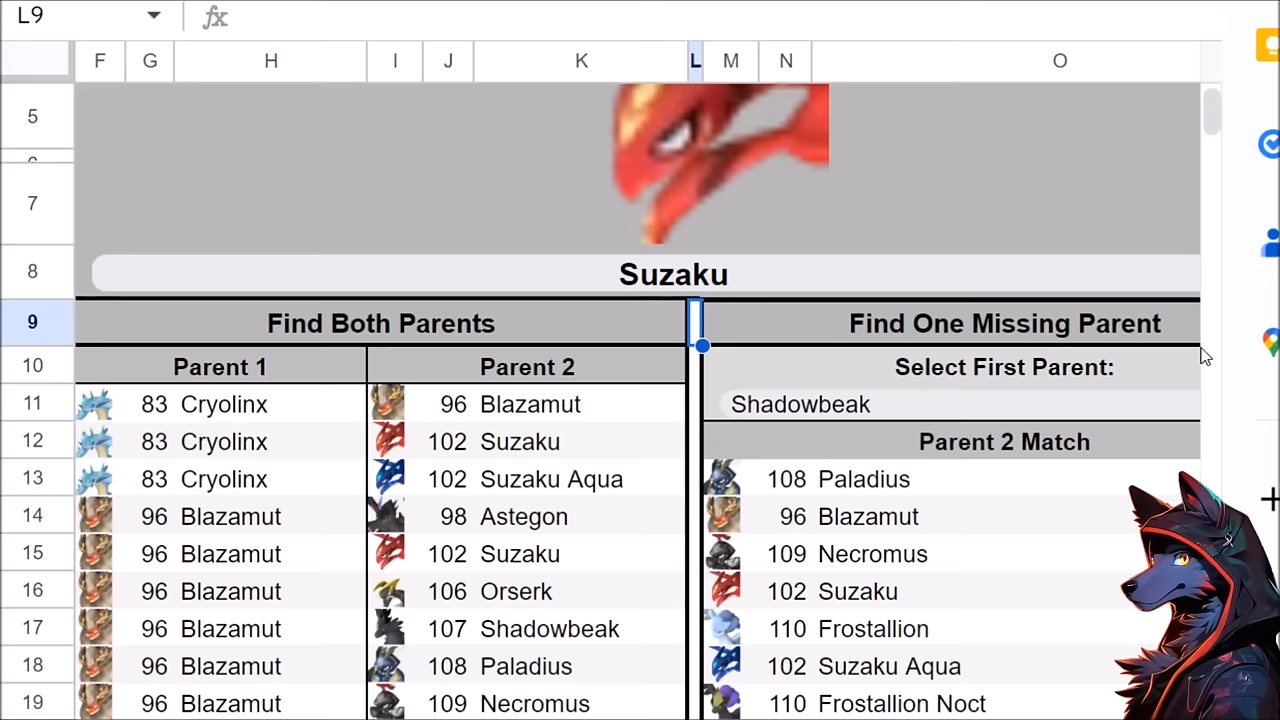 L9
fx
F G H I J K L M N O
5
6
7
8 Suzaku
9 Find Both Parents Find One Missing Parent
10 Parent 1 Parent 2 Select First Parent:
11 83 Cryolinx 96 Blazamut Shadowbeak
12 83 Cryolinx 102 Suzaku Parent 2 Match
13 83 Cryolinx 102 Suzaku Aqua 108 Paladius
14 96 Blazamut 98 Astegon 96 Blazamut
15 96 Blazamut 102 Suzaku 109 Necromus
16 96 Blazamut 106 Orserk 102 Suzaku
17 96 Blazamut 107 Shadowbeak 110 Frostallion
18 96 Blazamut 108 Paladius 102 Suzaku Aqua
19 96 Blazamut 109 Necromus 110 Frostallion Noct